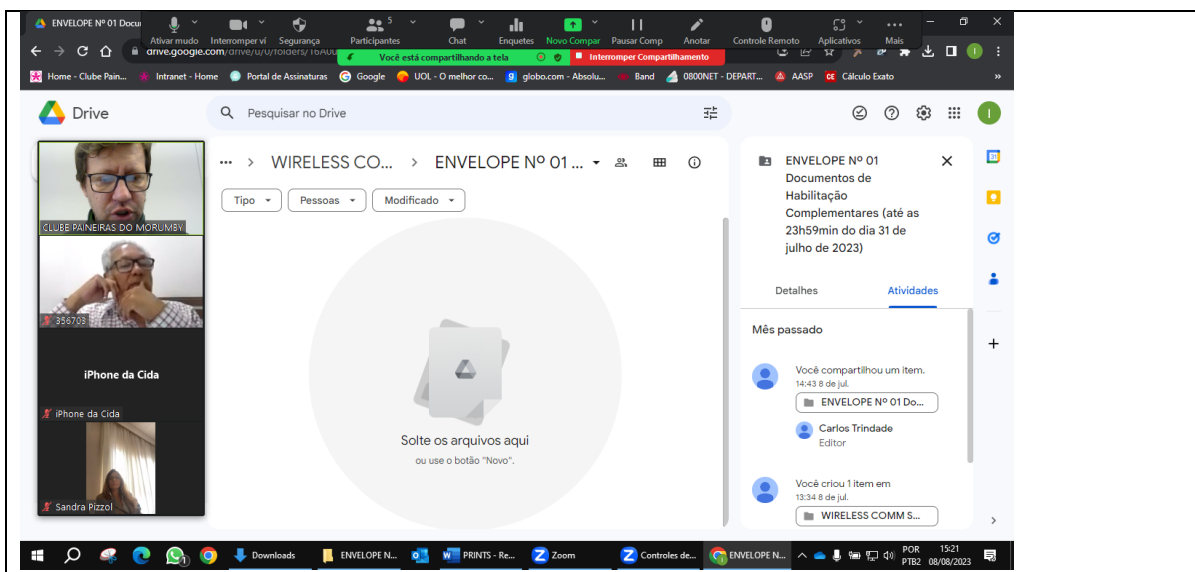 ENVELOPE Nº 01 Docu
Ativar mudo
Interromper ví
Segurança
5
Participantes
Chat
Enquetes
Novo Compar
Pausar Comp
Anotar
Controle Remoto
Aplicativos
Mais
drive.google.com/drive/u/0/folders/16A0u
Você está compartilhando a tela
Interromper Compartilhamento
I
Home - Clube Pain...
Intranet - Home
Portal de Assinaturas
Google
UOL - O melhor co...
globo.com - Absolu...
Band
0800NET - DEPART...
AASP
CE
Cálculo Exato
»
Drive
Pesquisar no Drive
I
... > WIRELESS CO... > ENVELOPE Nº 01 ...
Tipo
Pessoas
Modificado
CLUBE PAINEIRAS DO MORUMBY
356703
iPhone da Cida
iPhone da Cida
Sandra Pizzol
Solte os arquivos aqui
ou use o botão "Novo".
ENVELOPE Nº 01
Documentos de
Habilitação
Complementares (até as
23h59min do dia 31 de
julho de 2023)
31
Detalhes
Atividades
Mês passado
Você compartilhou um item.
14:43 8 de jul.
ENVELOPE Nº 01 Do...
Carlos Trindade
Editor
Você criou 1 item em
13:34 8 de jul.
WIRELESS COMM S...
Downloads
ENVELOPE N...
PRINTS - Re...
Zoom
Controles de...
ENVELOPE N...
POR
PTB2
15:21
08/08/2023